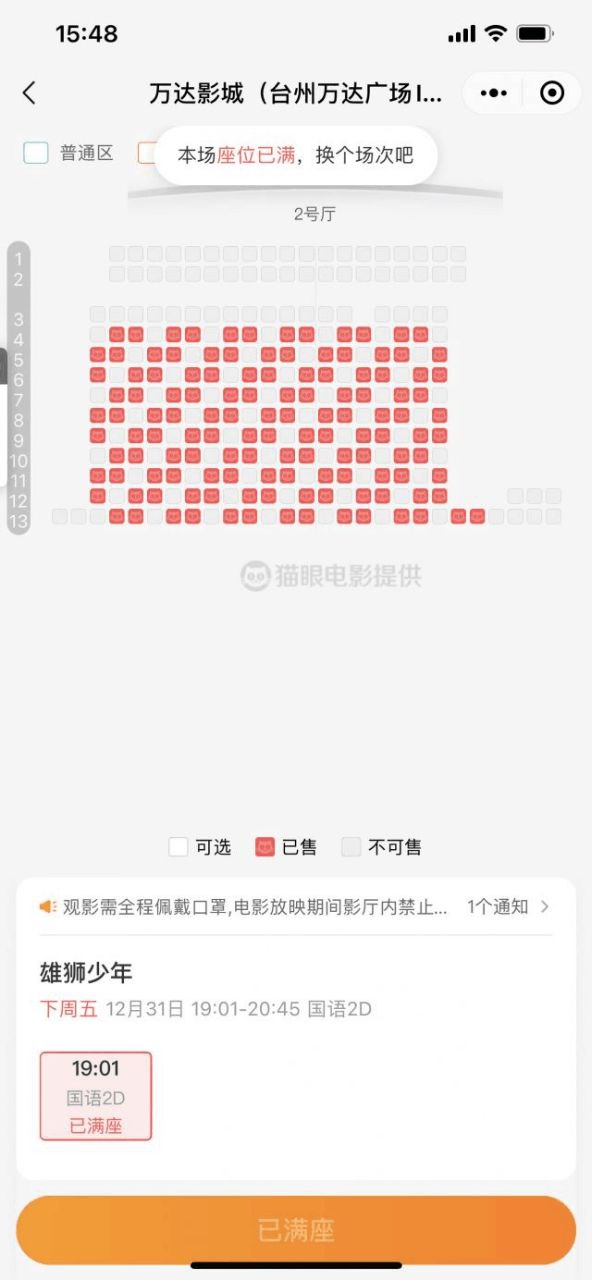 15:48
万达影城（台州万达广场I...
普通区
本场座位已满，换个场次吧
2号厅
1
2
3
4
5
6
7
8
9
10
11
12
13
猫眼电影提供
可选 已售 不可售
观影需全程佩戴口罩,电影放映期间影厅内禁止... 1个通知
雄狮少年
下周五 12月31日 19:01-20:45 国语2D
19:01
国语2D
已满座
已满座